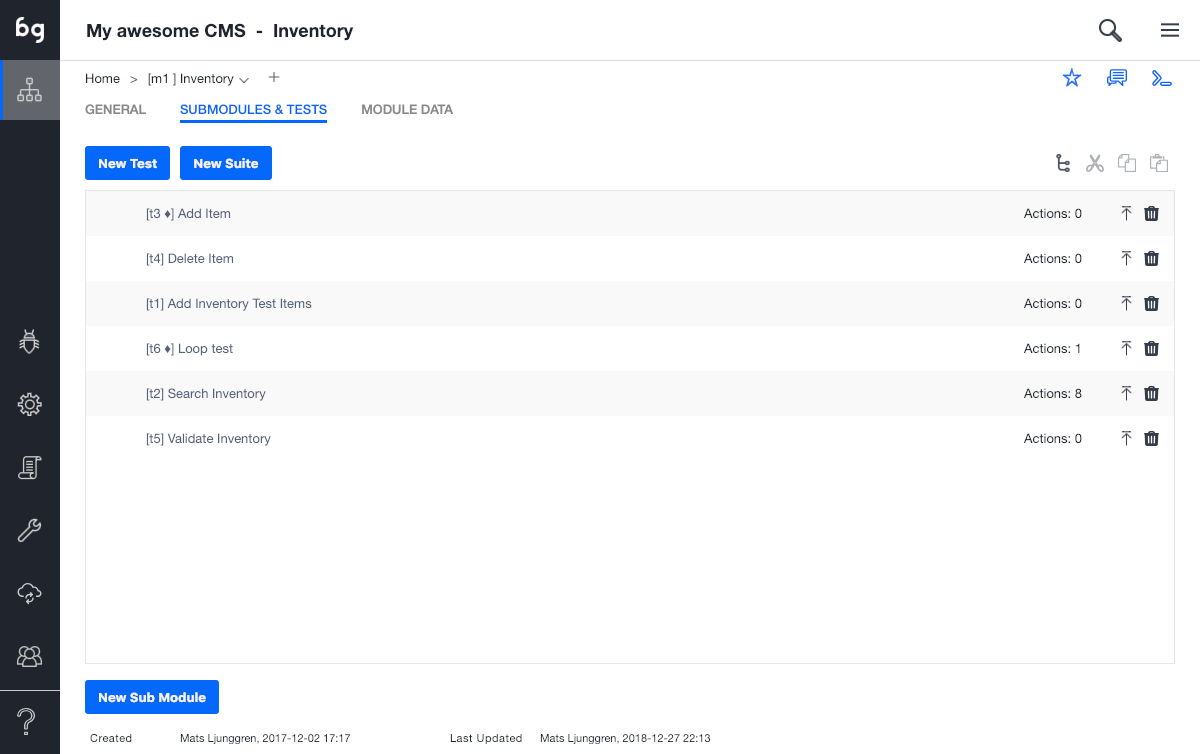 bg
My awesome CMS - Inventory
Home > [m1 ] Inventory +
GENERAL SUBMODULES & TESTS MODULE DATA
New Test New Suite
[t3 ♦] Add Item Actions: 0
[t4] Delete Item Actions: 0
[t1] Add Inventory Test Items Actions: 0
[t6 ♦] Loop test Actions: 1
[t2] Search Inventory Actions: 8
[t5] Validate Inventory Actions: 0
New Sub Module
Created Mats Ljunggren, 2017-12-02 17:17 Last Updated Mats Ljunggren, 2018-12-27 22:13